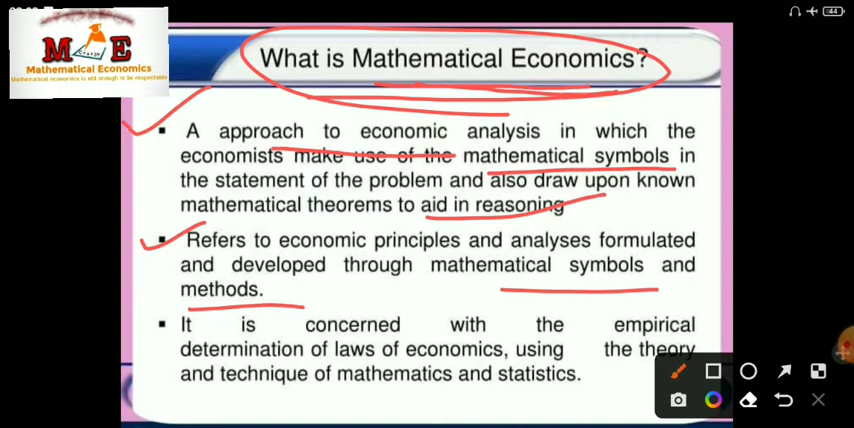 44
M E
Mathematical Economics
What is Mathematical Economics?
▪ A approach to economic analysis in which the
economists make use of the mathematical symbols in
the statement of the problem and also draw upon known
mathematical theorems to aid in reasoning
▪ Refers to economic principles and analyses formulated
and developed through mathematical symbols and
methods.
▪ It is concerned with the empirical
determination of laws of economics, using the theory
and technique of mathematics and statistics.